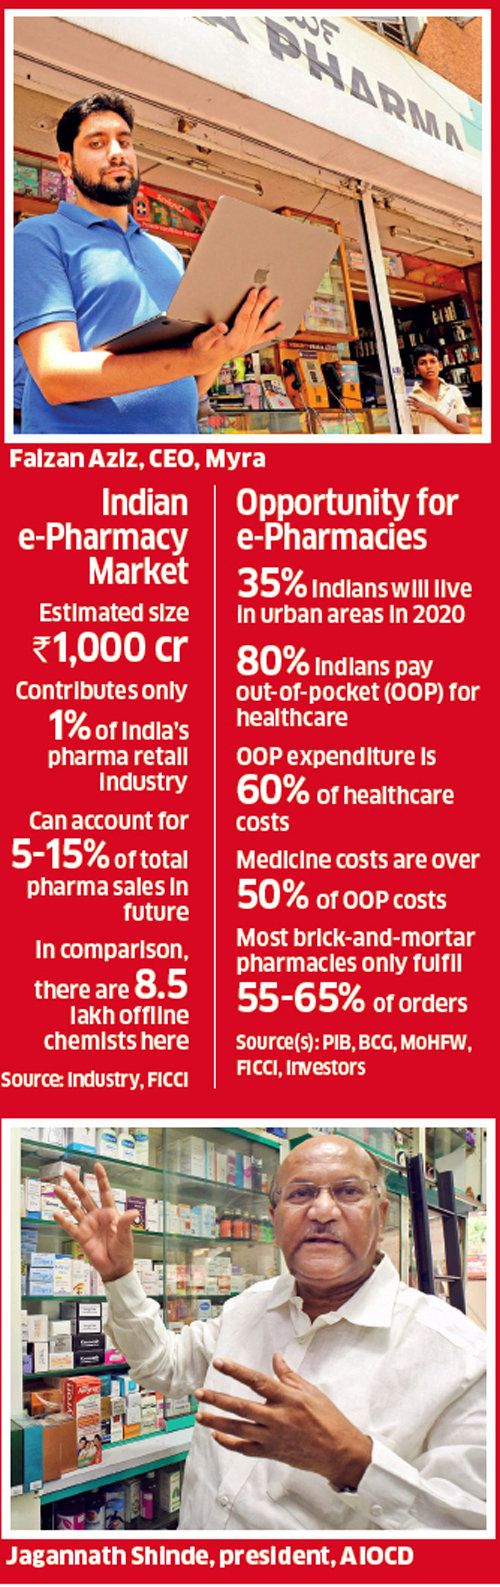 PHARMA
Faizan Aziz, CEO, Myra
Indian
e-Pharmacy
Market
Estimated size
₹1,000 cr
Contributes only
1% of India's
pharma retail
industry
Can account for
5-15% of total
pharma sales in
future
In comparison,
there are 8.5
lakh offline
chemists here
Source: Industry, FICCI
Opportunity for
e-Pharmacies
35% Indians will live
in urban areas in 2020
80% Indians pay
out-of-pocket (OOP) for
healthcare
OOP expenditure is
60% of healthcare
costs
Medicine costs are over
50% of OOP costs
Most brick-and-mortar
pharmacies only fulfil
55-65% of orders
Source(s): PIB, BCG, MoHFW,
FICCI, Investors
Jagannath Shinde, president, AIOCD